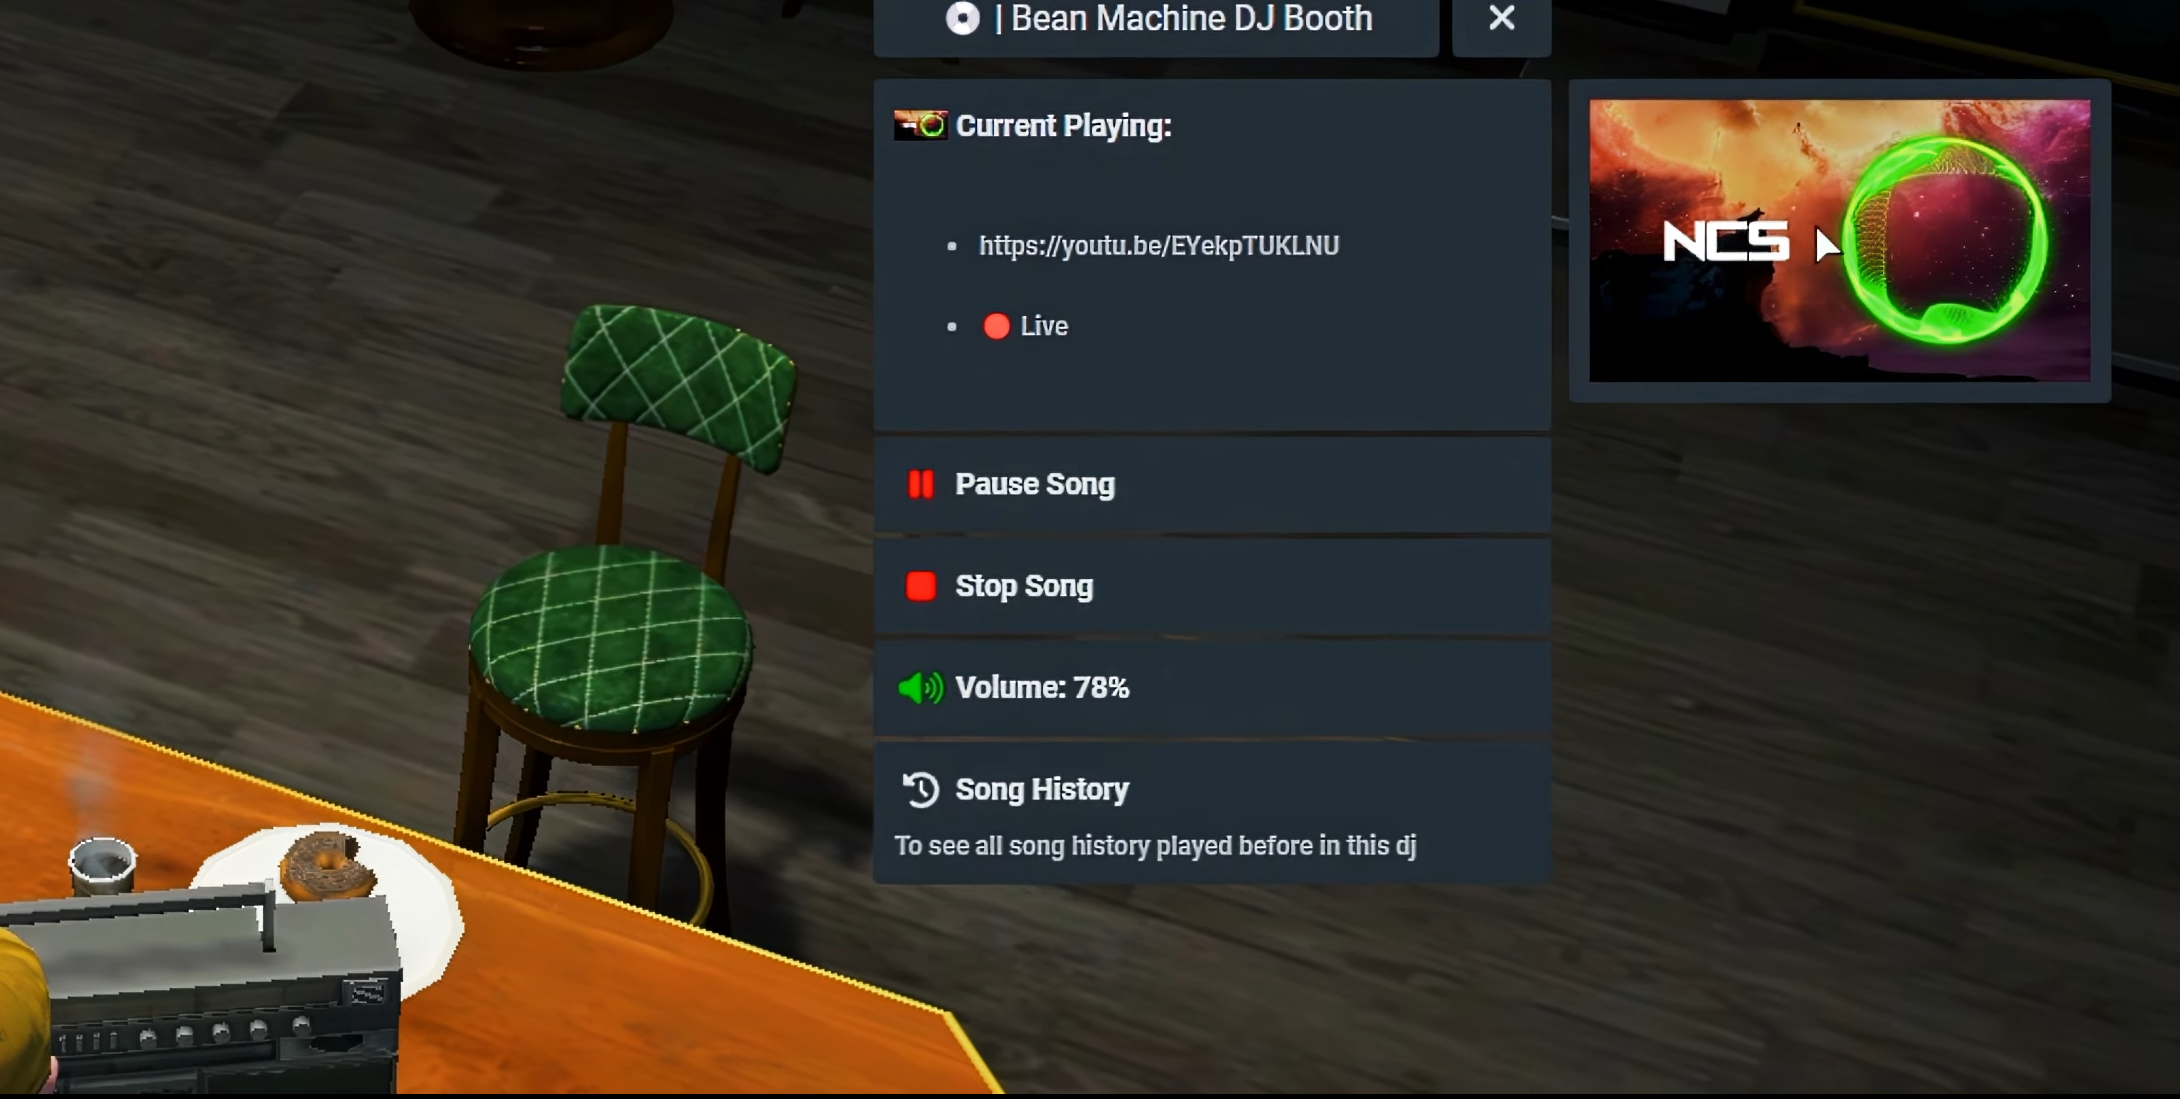 | Bean Machine DJ Booth
Current Playing:
https://youtu.be/EYekpTUKLNU
Live
NCS
Pause Song
Stop Song
Volume: 78%
Song History
To see all song history played before in this dj